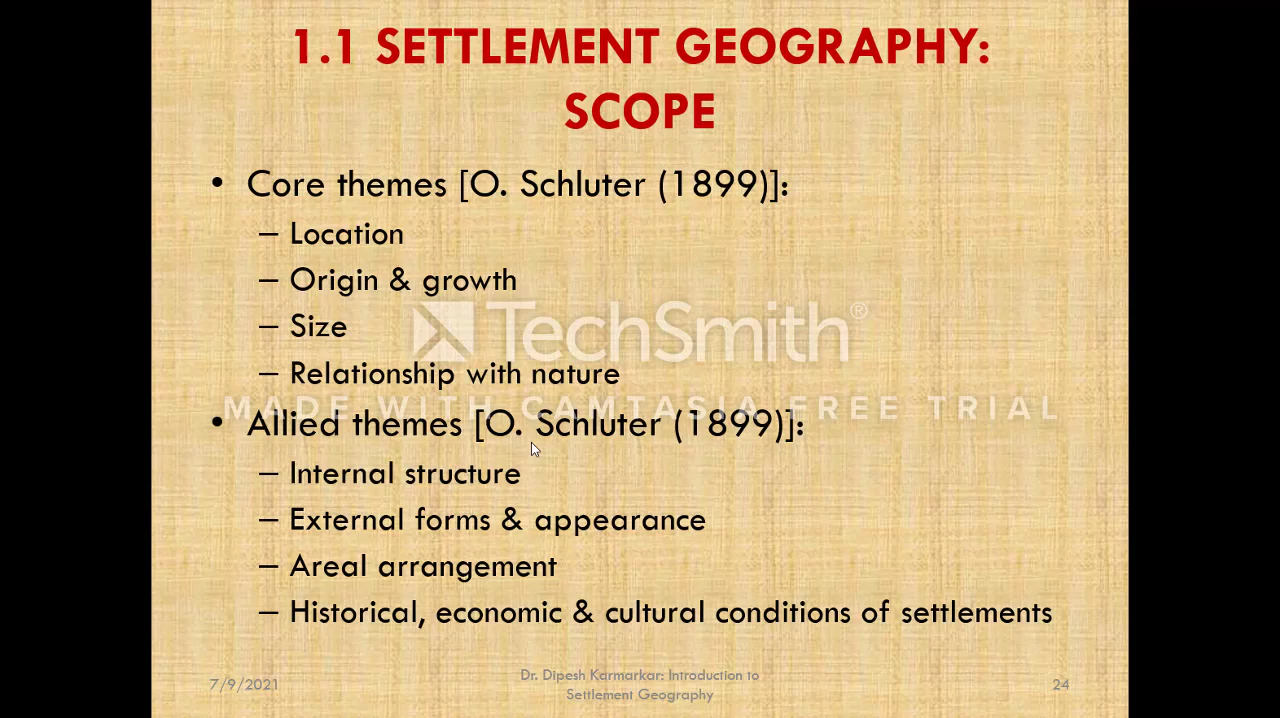 1.1 SETTLEMENT GEOGRAPHY:
SCOPE
• Core themes [O. Schluter (1899)]:
– Location
– Origin & growth
– Size
TechSmith®
– Relationship with nature
MADE WITH CAMTASIA FREE TRIAL
• Allied themes [O. Schluter (1899)]:
– Internal structure
– External forms & appearance
– Areal arrangement
– Historical, economic & cultural conditions of settlements
7/9/2021
Dr. Dipesh Karmarkar: Introduction to
Settlement Geography
24